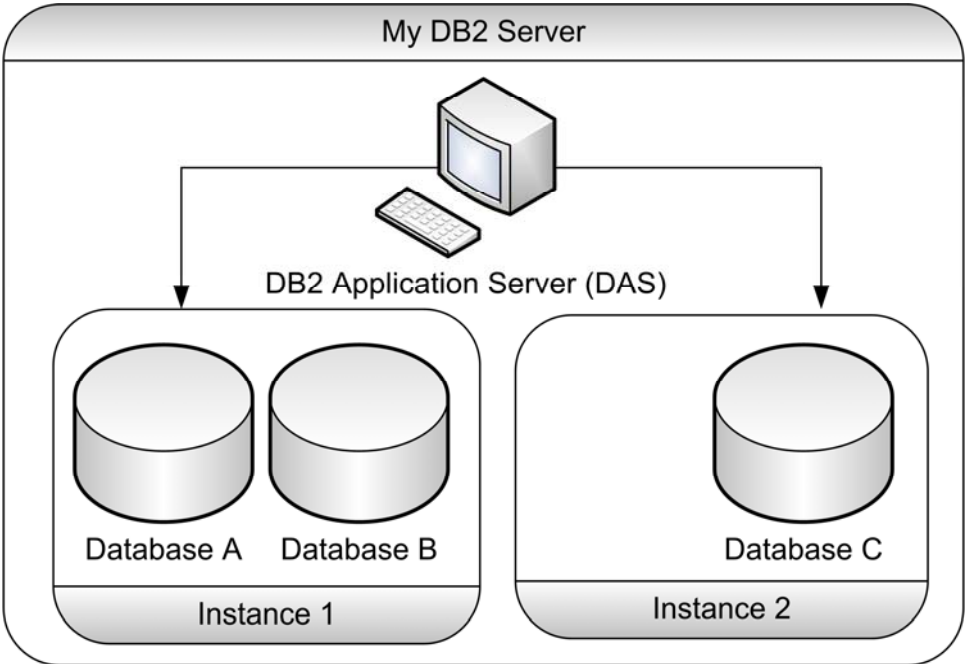 My DB2 Server
DB2 Application Server (DAS)
Database A
Database B
Instance 1
Database C
Instance 2